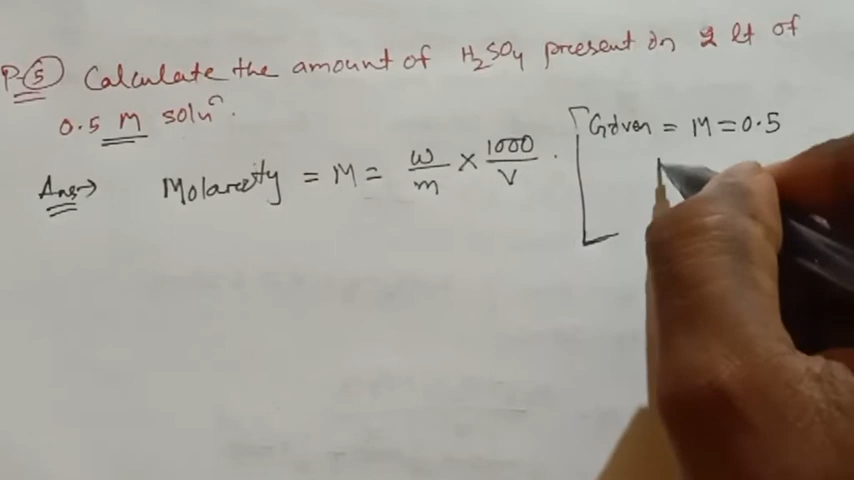 P-5 Calculate the amount of H₂SO₄ present in 2 lt of
0.5 M solnⁿ.
Ans→ Molarity = M = w/m × 1000/V . [Given = M = 0.5